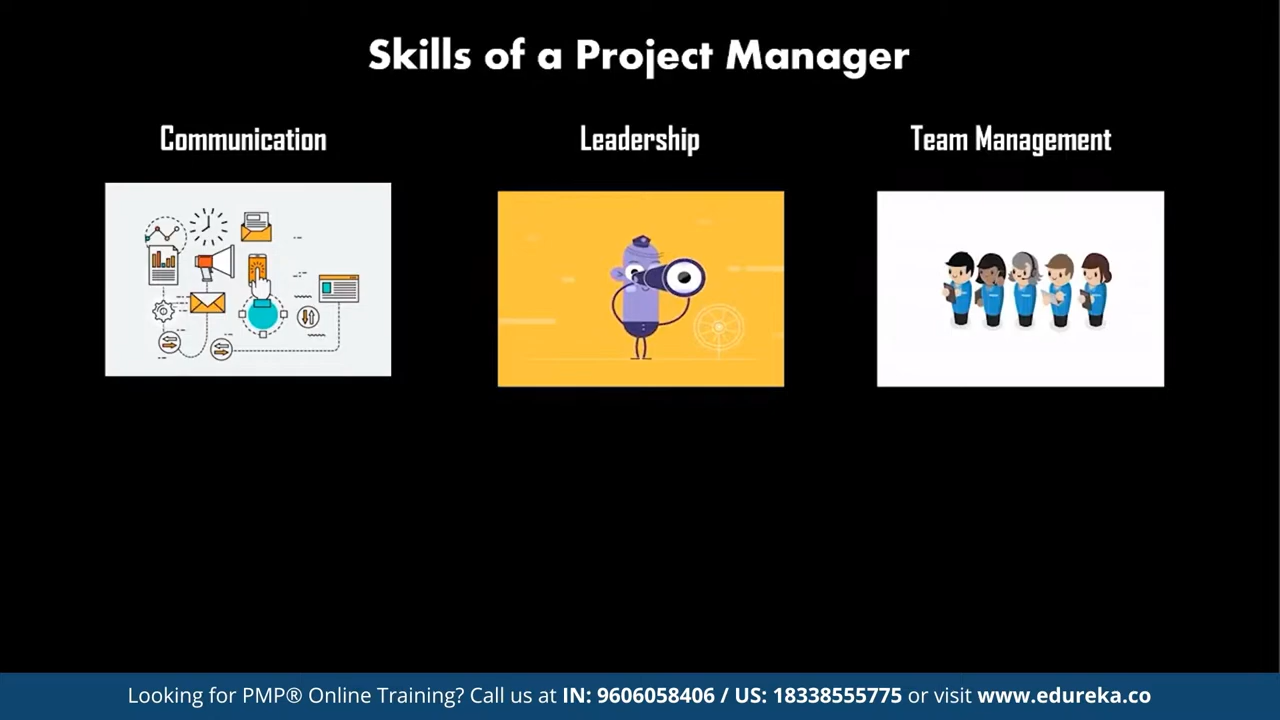 Skills of a Project Manager
Communication
Leadership
Team Management
Looking for PMP® Online Training? Call us at IN: 9606058406 / US: 18338555775 or visit www.edureka.co